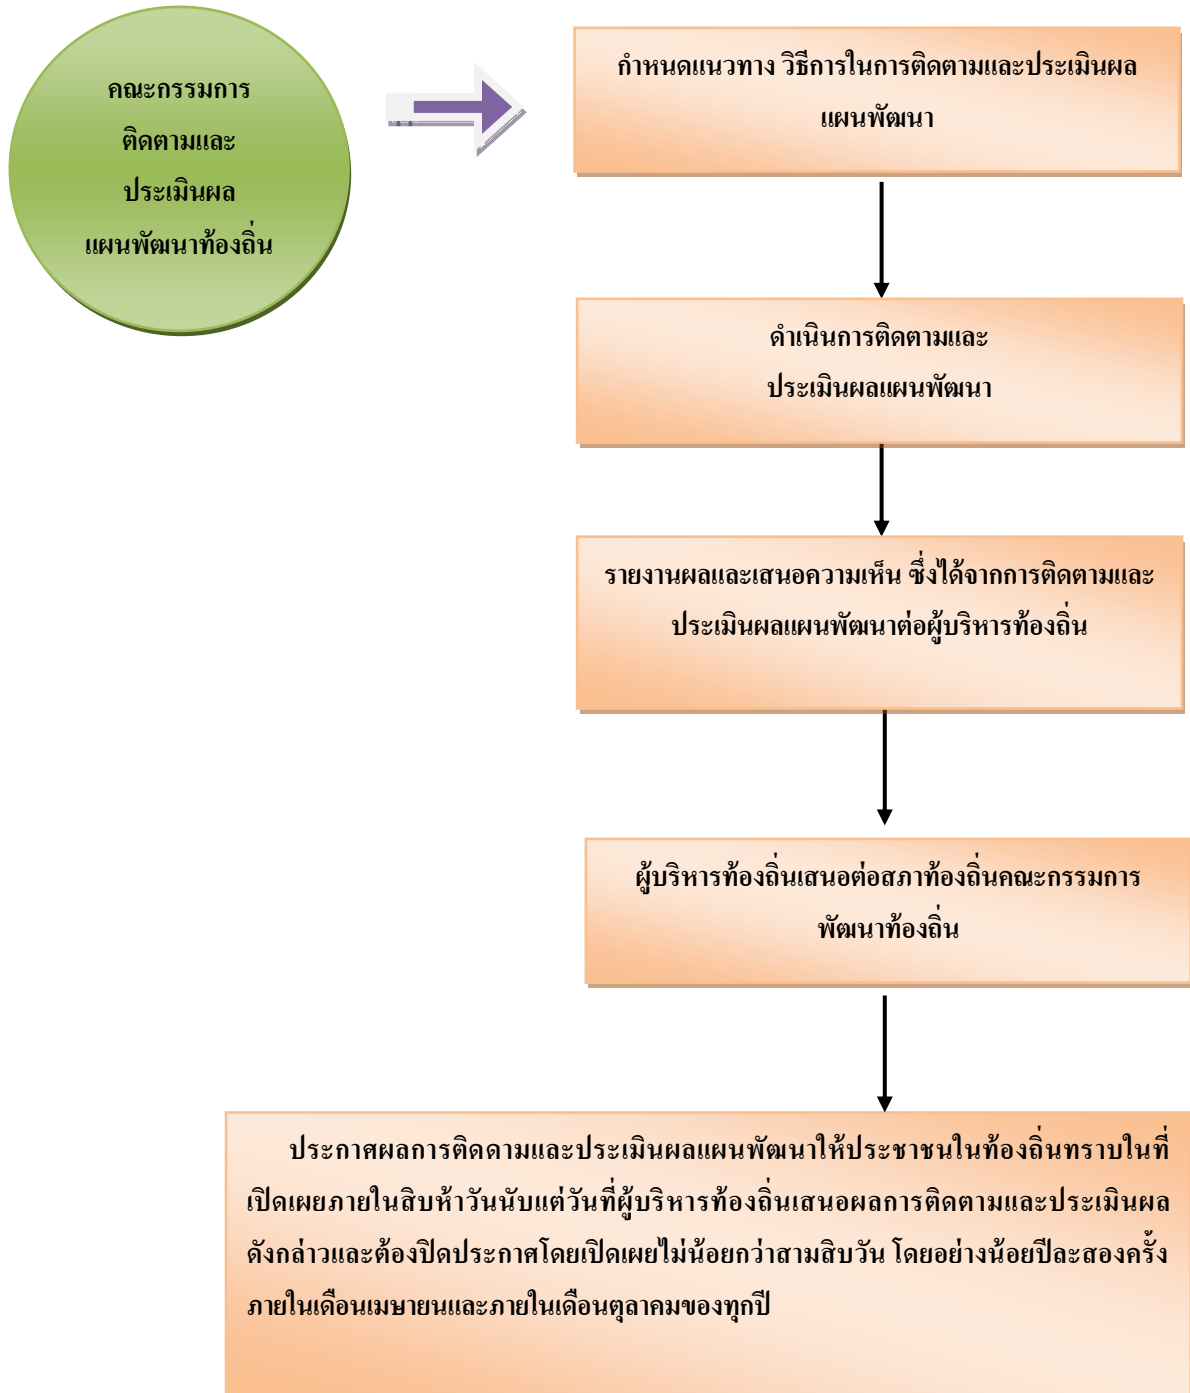 คณะกรรมการ
ติดตามและ
ประเมินผล
แผนพัฒนาท้องถิ่น
กำหนดแนวทาง วิธีการในการติดตามและประเมินผล
แผนพัฒนา
ดำเนินการติดตามและ
ประเมินผลแผนพัฒนา
รายงานผลและเสนอความเห็น ซึ่งได้จากการติดตามและ
ประเมินผลแผนพัฒนาต่อผู้บริหารท้องถิ่น
ผู้บริหารท้องถิ่นเสนอต่อสภาท้องถิ่นคณะกรรมการ
พัฒนาท้องถิ่น
ประกาศผลการติดดามและประเมินผลแผนพัฒนาให้ประชาชนในท้องถิ่นทราบในที่
เปิดเผยภายในสิบห้าวันนับแต่วันที่ผู้บริหารท้องถิ่นเสนอผลการติดตามและประเมินผล
ดังกล่าวและต้องปิดประกาศโดยเปิดเผยไม่น้อยกว่าสามสิบวัน โดยอย่างน้อยปีละสองครั้ง
ภายในเดือนเมษายนและภายในเดือนตุลาคมของทุกปี